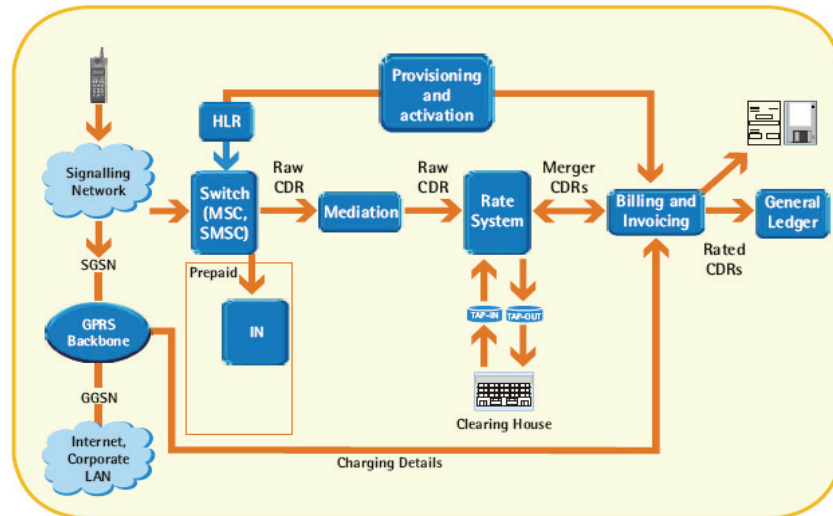 Provisioning
and
activation
HLR
Signalling
Network
Switch
(MSC,
SMSC)
Raw
CDR
Mediation
Raw
CDR
Rate
System
Merger
CDRs
Billing and
Invoicing
General
Ledger
Rated
CDRs
SGSN
Prepaid
IN
TAP-IN
TAP-OUT
GPRS
Backbone
GGSN
Clearing House
Internet,
Corporate
LAN
Charging Details